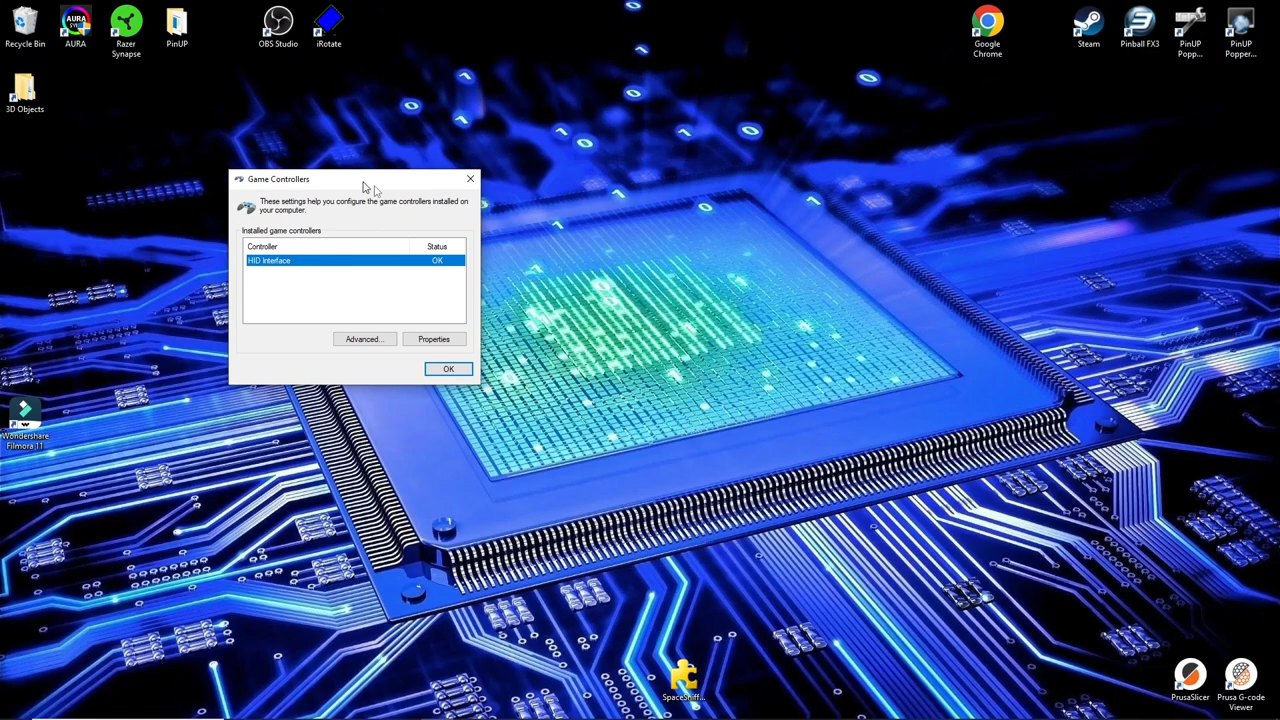 Recycle Bin
AURA
Razer
Synapse
PinUP
OBS Studio
iRotate
Google
Chrome
Steam
Pinball FX3
PinUP
Popp...
PinUP
Popper...
3D Objects
Game Controllers
These settings help you configure the game controllers installed on
your computer.
Installed game controllers
Controller
Status
HID Interface
OK
Advanced...
Properties
OK
Wondershare
Filmora 11
SpaceSniff...
PrusaSlicer
Prusa G-code
Viewer